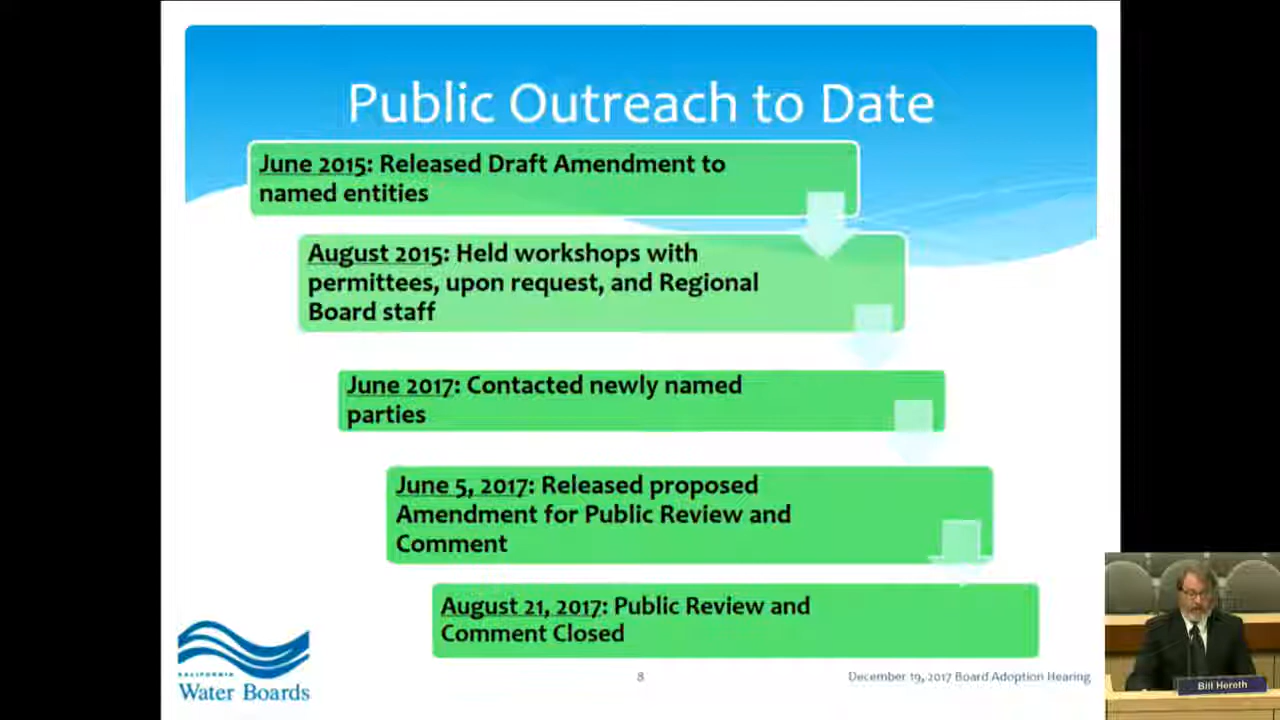 Public Outreach to Date
June 2015: Released Draft Amendment to
named entities
August 2015: Held workshops with
permittees, upon request, and Regional
Board staff
June 2017: Contacted newly named
parties
June 5, 2017: Released proposed
Amendment for Public Review and
Comment
August 21, 2017: Public Review and
Comment Closed
CALIFORNIA
Water Boards
8
December 19, 2017 Board Adoption Hearing
Bill Hereth